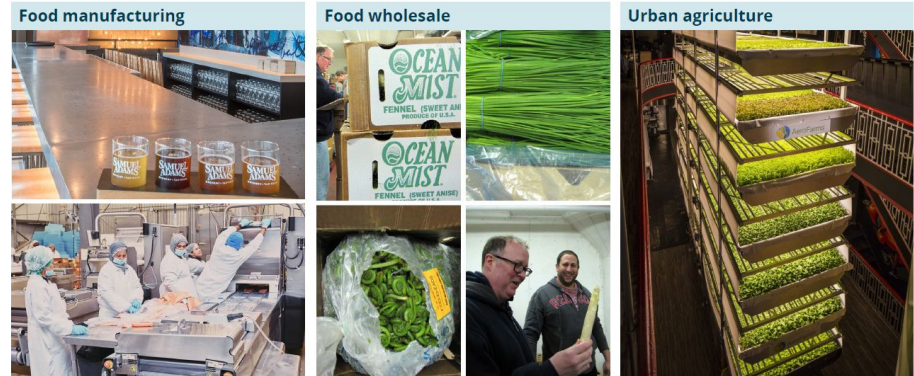 Food manufacturing
Food wholesale
Urban agriculture
SAMUEL
ADAMS
SAMUEL
ADAMS
SAMUEL
ADAMS
SAMUEL
ADAMS
OCEAN
MIST.
FENNEL (SWEET ANI
PRODUCE OF U.S.A.
OCEAN
MIST.
FENNEL (SWEET ANISE)